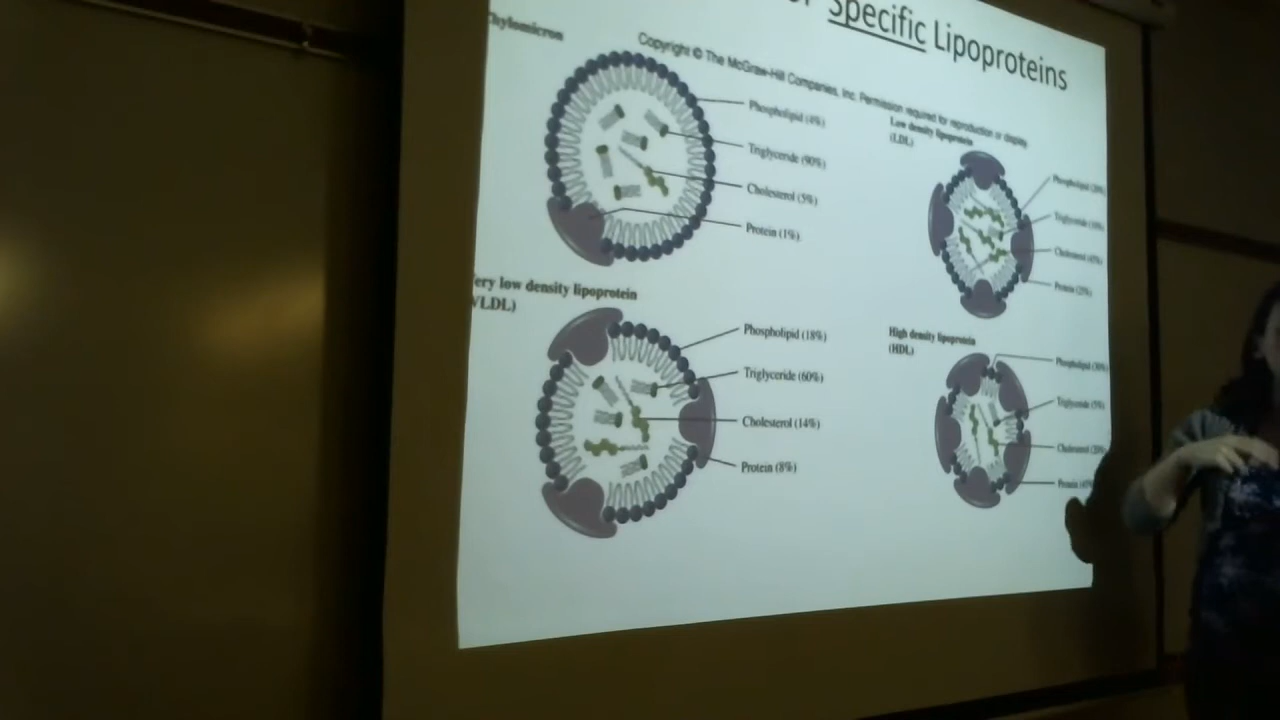 Specific Lipoproteins
Copyright © The McGraw-Hill Companies, Inc. Permission required for reproduction or display
hylomicron
Phospholipid (4%)
Triglyceride (90%)
Cholesterol (5%)
Protein (1%)
Low density lipoprotein
(LDL)
Phospholipid (20%)
Triglyceride (10%)
Cholesterol (45%)
Protein (25%)
ery low density lipoprotein
VLDL)
Phospholipid (18%)
Triglyceride (60%)
Cholesterol (14%)
Protein (8%)
High density lipoprotein
(HDL)
Phospholipid (30%)
Triglyceride (5%)
Cholesterol (20%)
Protein